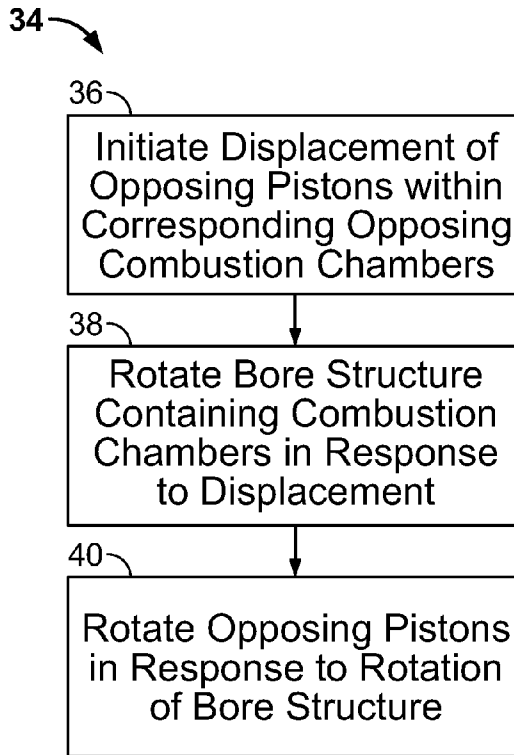 34
36
Initiate Displacement of
Opposing Pistons within
Corresponding Opposing
Combustion Chambers
38
Rotate Bore Structure
Containing Combustion
Chambers in Response
to Displacement
40
Rotate Opposing Pistons
in Response to Rotation
of Bore Structure